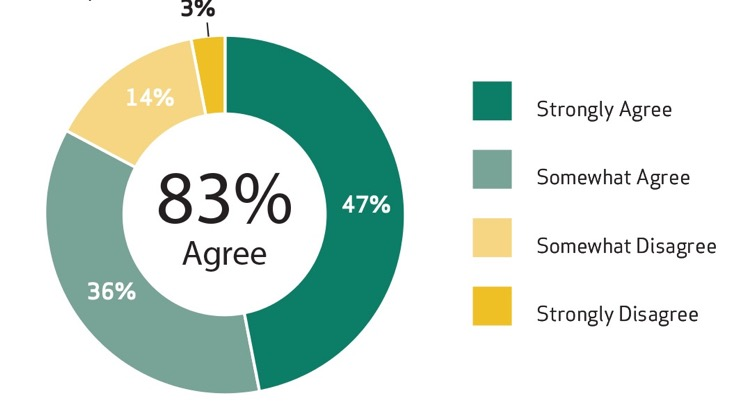 3%
14%
47%
36%
83%
Agree
Strongly Agree
Somewhat Agree
Somewhat Disagree
Strongly Disagree